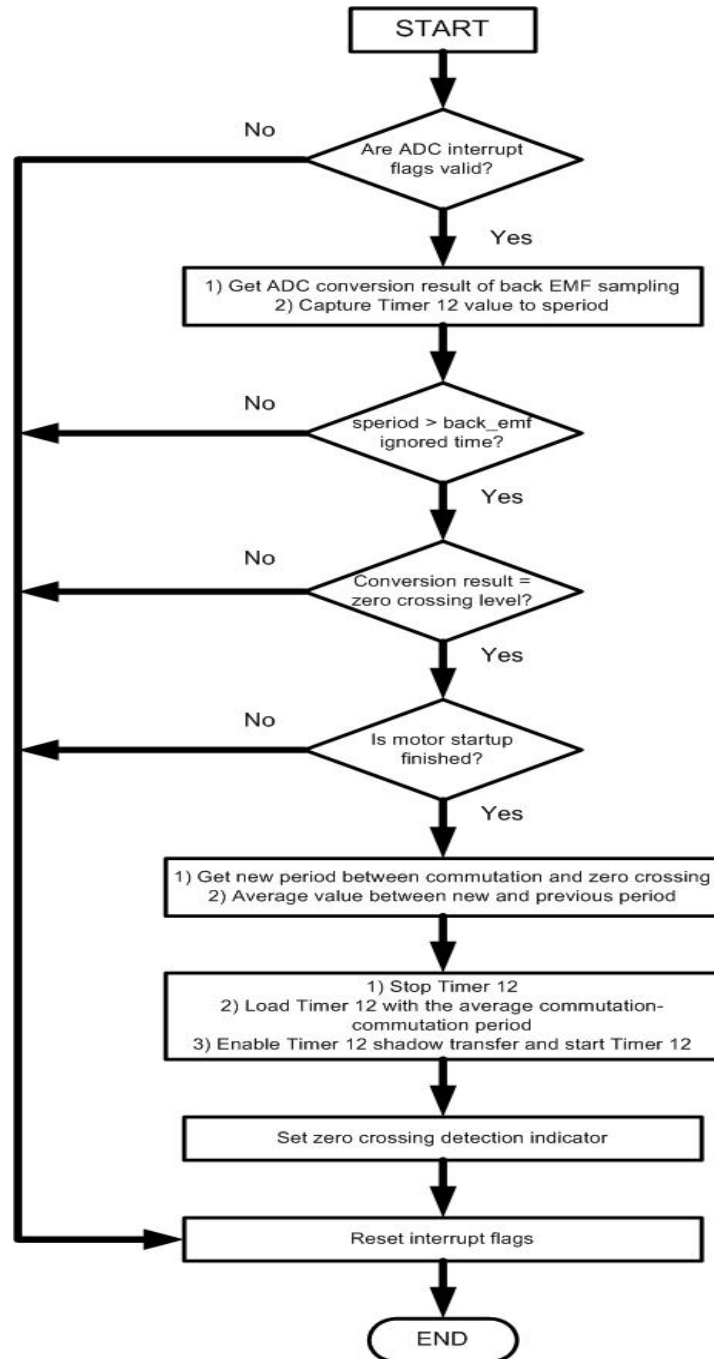 START
No
Are ADC interrupt
flags valid?
Yes
1) Get ADC conversion result of back EMF sampling
2) Capture Timer 12 value to speriod
No
speriod > back_emf
ignored time?
Yes
No
Conversion result =
zero crossing level?
Yes
No
Is motor startup
finished?
Yes
1) Get new period between commutation and zero crossing
2) Average value between new and previous period
1) Stop Timer 12
2) Load Timer 12 with the average commutation-
commutation period
3) Enable Timer 12 shadow transfer and start Timer 12
Set zero crossing detection indicator
Reset interrupt flags
END